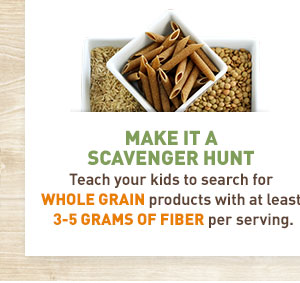 MAKE IT A
SCAVENGER HUNT
Teach your kids to search for
WHOLE GRAIN products with at least
3-5 GRAMS OF FIBER per serving.